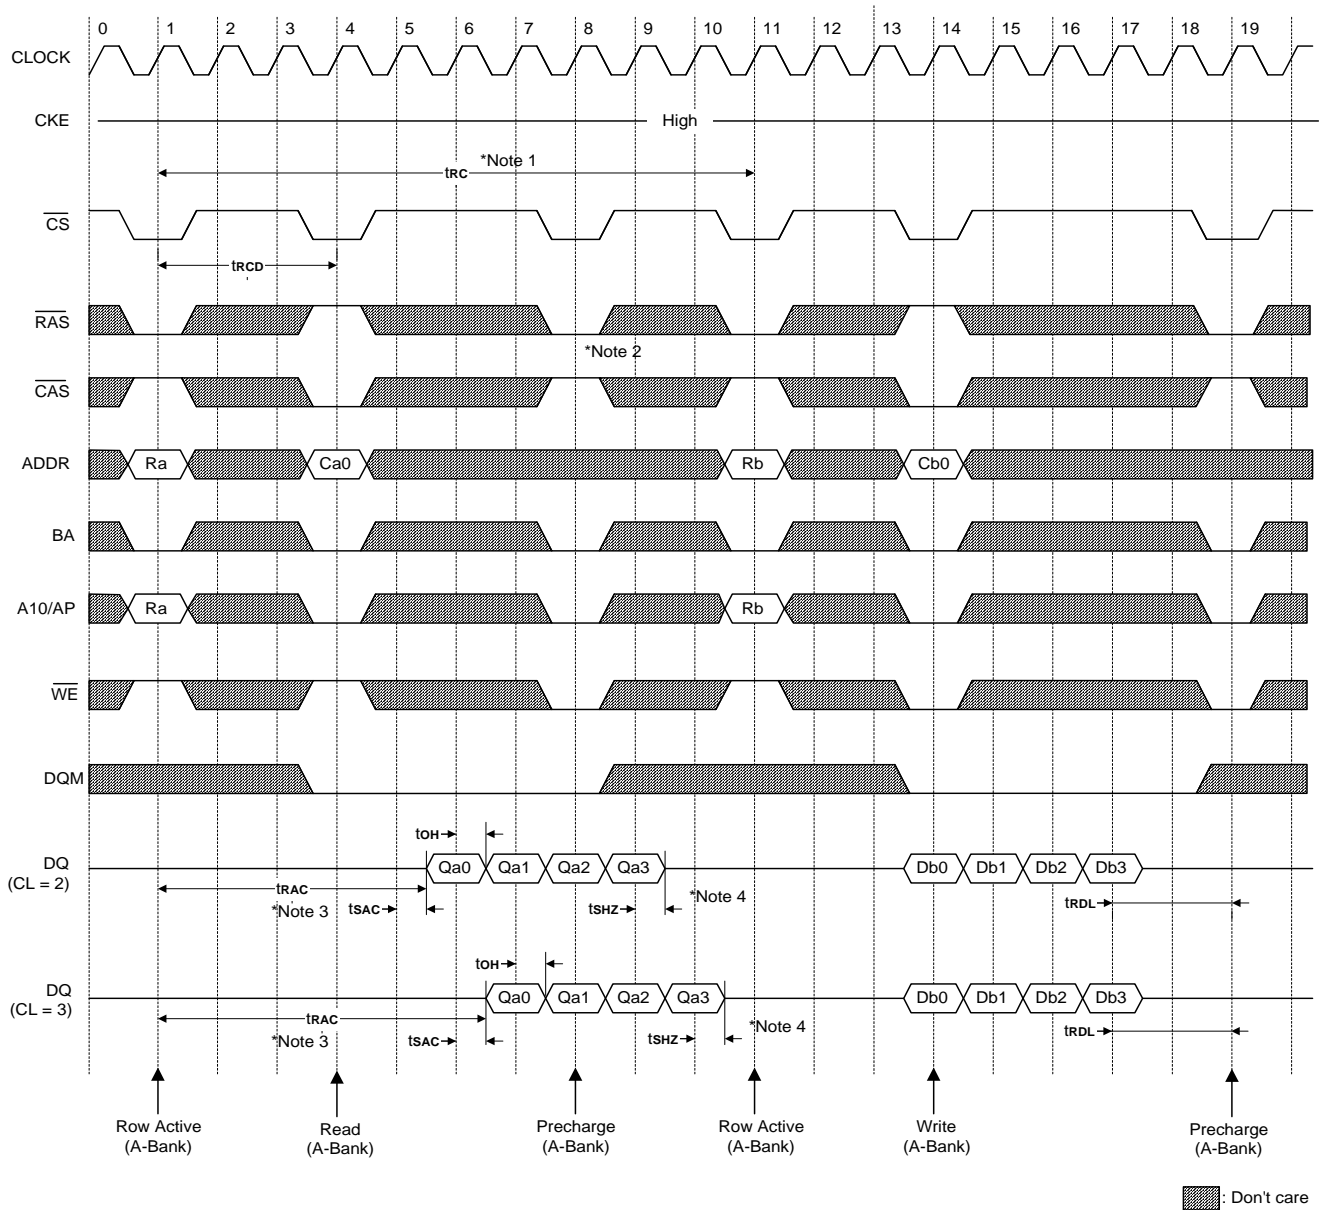 0 1 2 3 4 5 6 7 8 9 10 11 12 13 14 15 16 17 18 19
CLOCK
CKE High
*Note 1
tRC
CS
tRCD
RAS
*Note 2
CAS
ADDR Ra Ca0 Rb Cb0
BA
A10/AP Ra Rb
WE
DQM
tOH
DQ
(CL = 2)
Qa0 Qa1 Qa2 Qa3 Db0 Db1 Db2 Db3
tRAC
*Note 3
tSAC
tSHZ
*Note 4
tRDL
tOH
DQ
(CL = 3)
Qa0 Qa1 Qa2 Qa3 Db0 Db1 Db2 Db3
tRAC
*Note 3
tSAC
tSHZ
*Note 4
tRDL
Row Active
(A-Bank)
Read
(A-Bank)
Precharge
(A-Bank)
Row Active
(A-Bank)
Write
(A-Bank)
Precharge
(A-Bank)
: Don't care